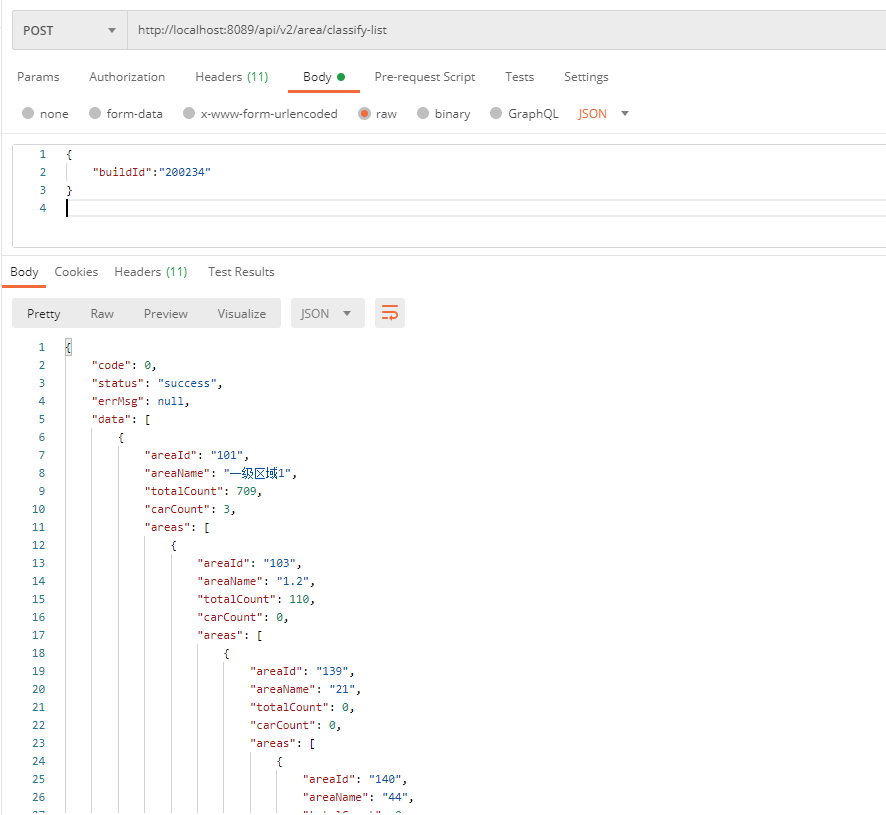 POST http://localhost:8089/api/v2/area/classify-list
Params Authorization Headers (11) Body Pre-request Script Tests Settings
none form-data x-www-form-urlencoded raw binary GraphQL JSON
1 {
2 "buildId":"200234"
3 }
4
Body Cookies Headers (11) Test Results
Pretty Raw Preview Visualize JSON
1 {
2 "code": 0,
3 "status": "success",
4 "errMsg": null,
5 "data": [
6 {
7 "areaId": "101",
8 "areaName": "一级区域1",
9 "totalCount": 709,
10 "carCount": 3,
11 "areas": [
12 {
13 "areaId": "103",
14 "areaName": "1.2",
15 "totalCount": 110,
16 "carCount": 0,
17 "areas": [
18 {
19 "areaId": "139",
20 "areaName": "21",
21 "totalCount": 0,
22 "carCount": 0,
23 "areas": [
24 {
25 "areaId": "140",
26 "areaName": "44",